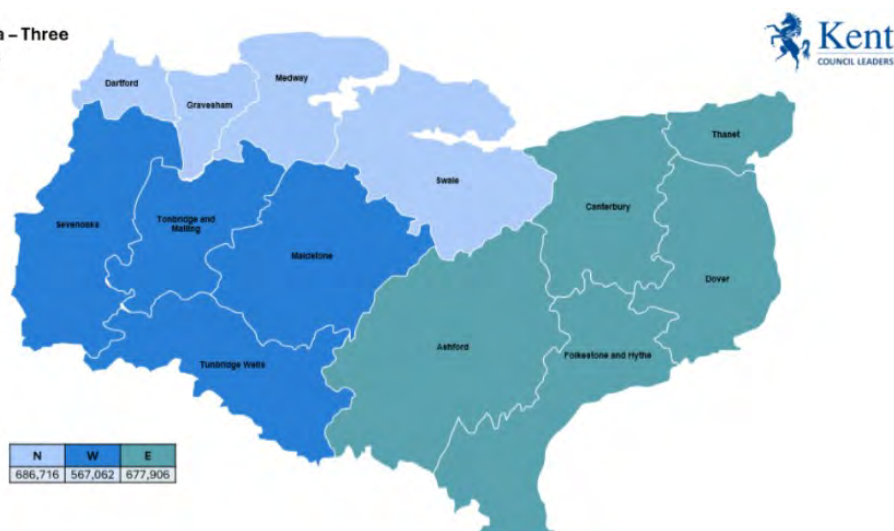 – Three
Kent
COUNCIL LEADERS
Dartford
Gravesham
Medway
Thanet
Swale
Canterbury
Sevenoaks
Tonbridge and
Malling
Maidstone
Dover
Ashford
Folkestone and Hythe
Tunbridge Wells
N W E
686,716 567,062 677,906